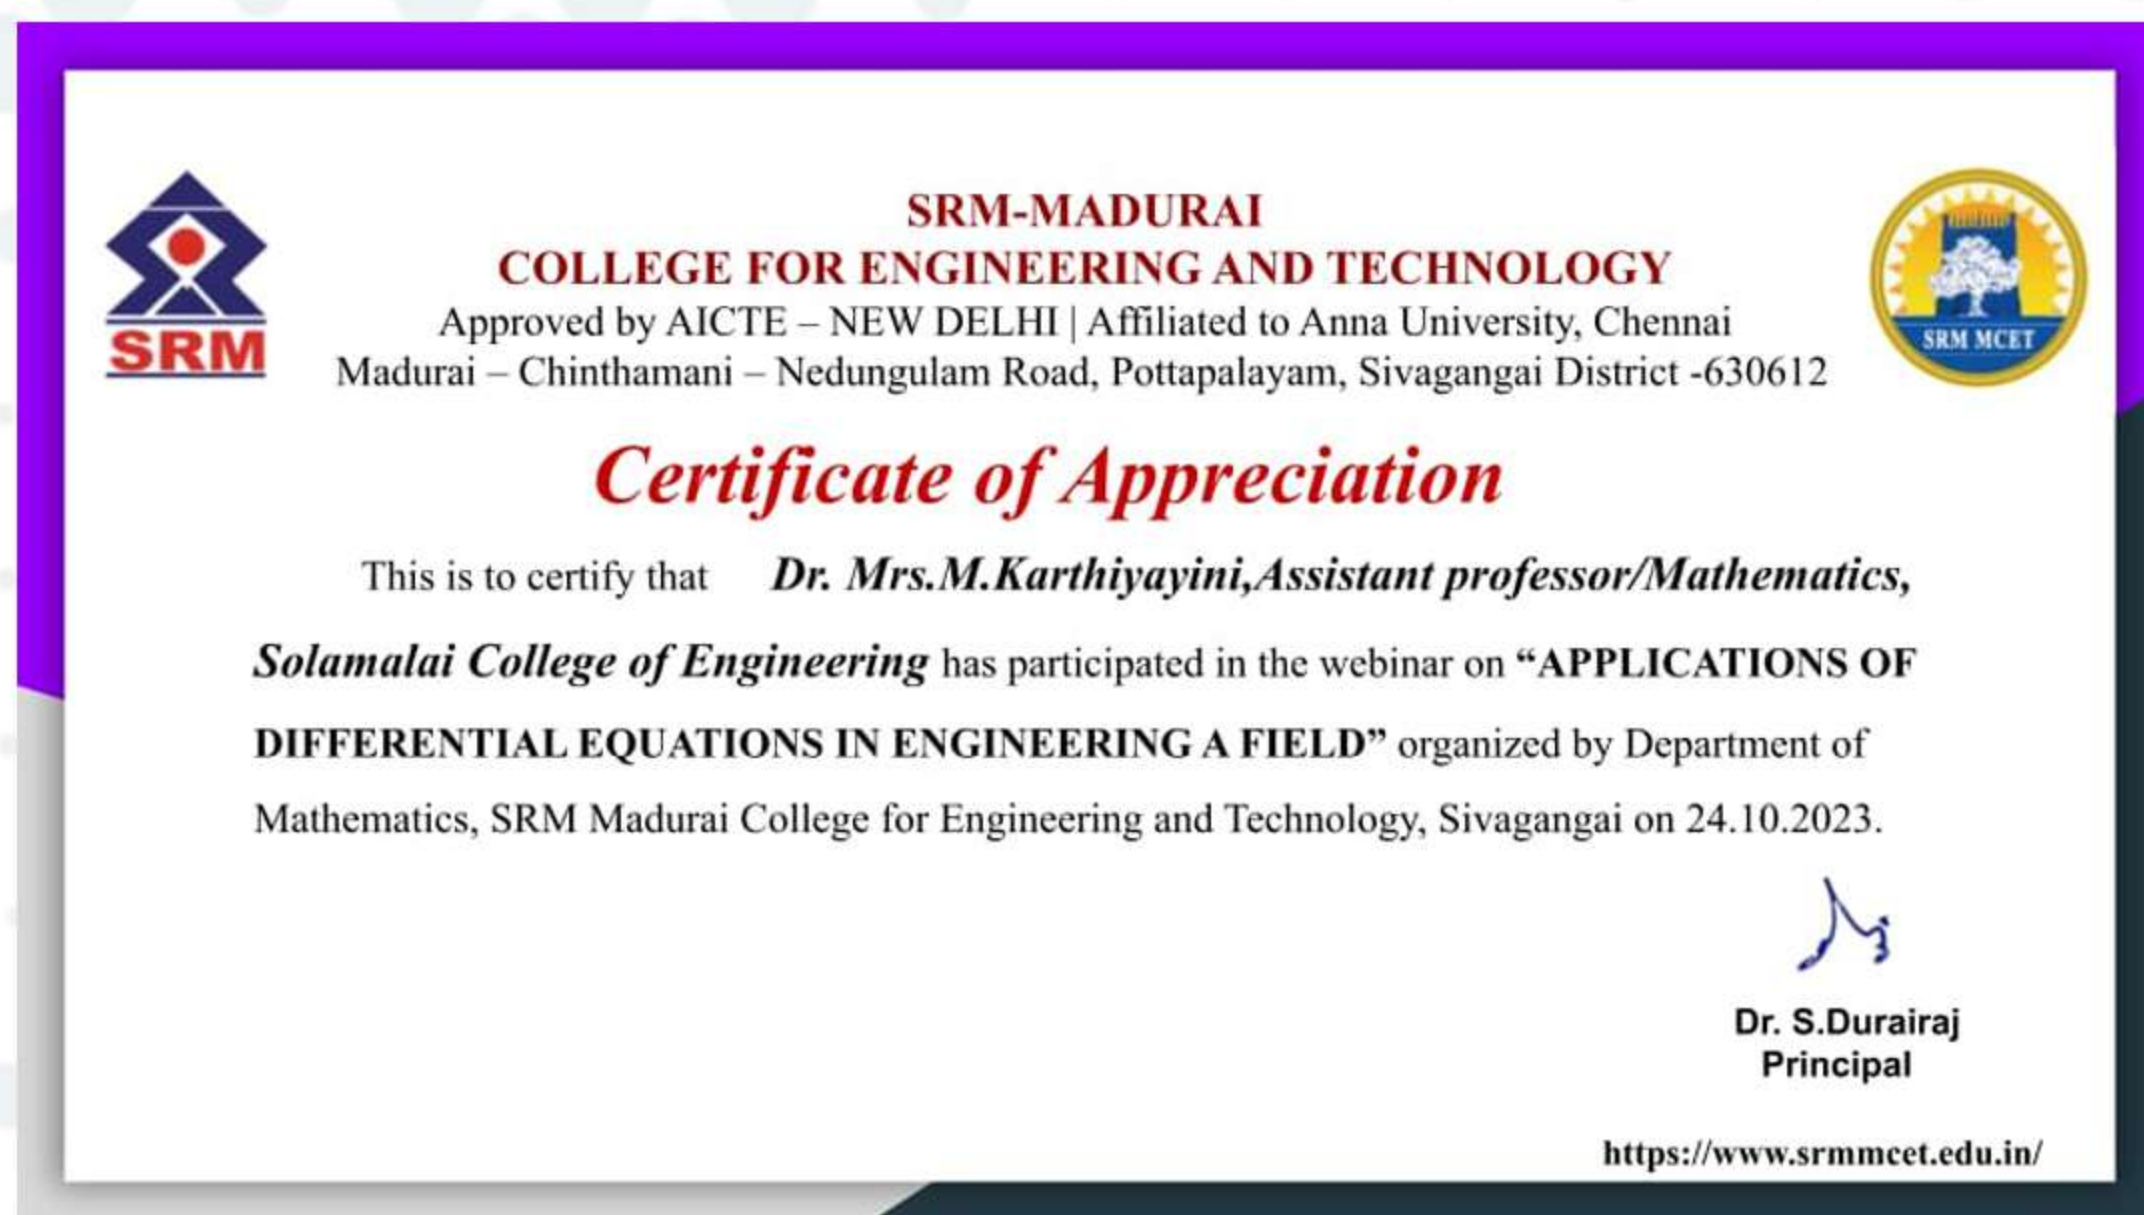 SRM
SRM-MADURAI
COLLEGE FOR ENGINEERING AND TECHNOLOGY
Approved by AICTE – NEW DELHI | Affiliated to Anna University, Chennai
Madurai – Chinthamani – Nedungulam Road, Pottapalayam, Sivagangai District -630612
SRM MCET
Certificate of Appreciation
This is to certify that Dr. Mrs.M.Karthiyayini,Assistant professor/Mathematics,
Solamalai College of Engineering has participated in the webinar on “APPLICATIONS OF
DIFFERENTIAL EQUATIONS IN ENGINEERING A FIELD” organized by Department of
Mathematics, SRM Madurai College for Engineering and Technology, Sivagangai on 24.10.2023.
Dr. S.Durairaj
Principal
https://www.srmmcet.edu.in/